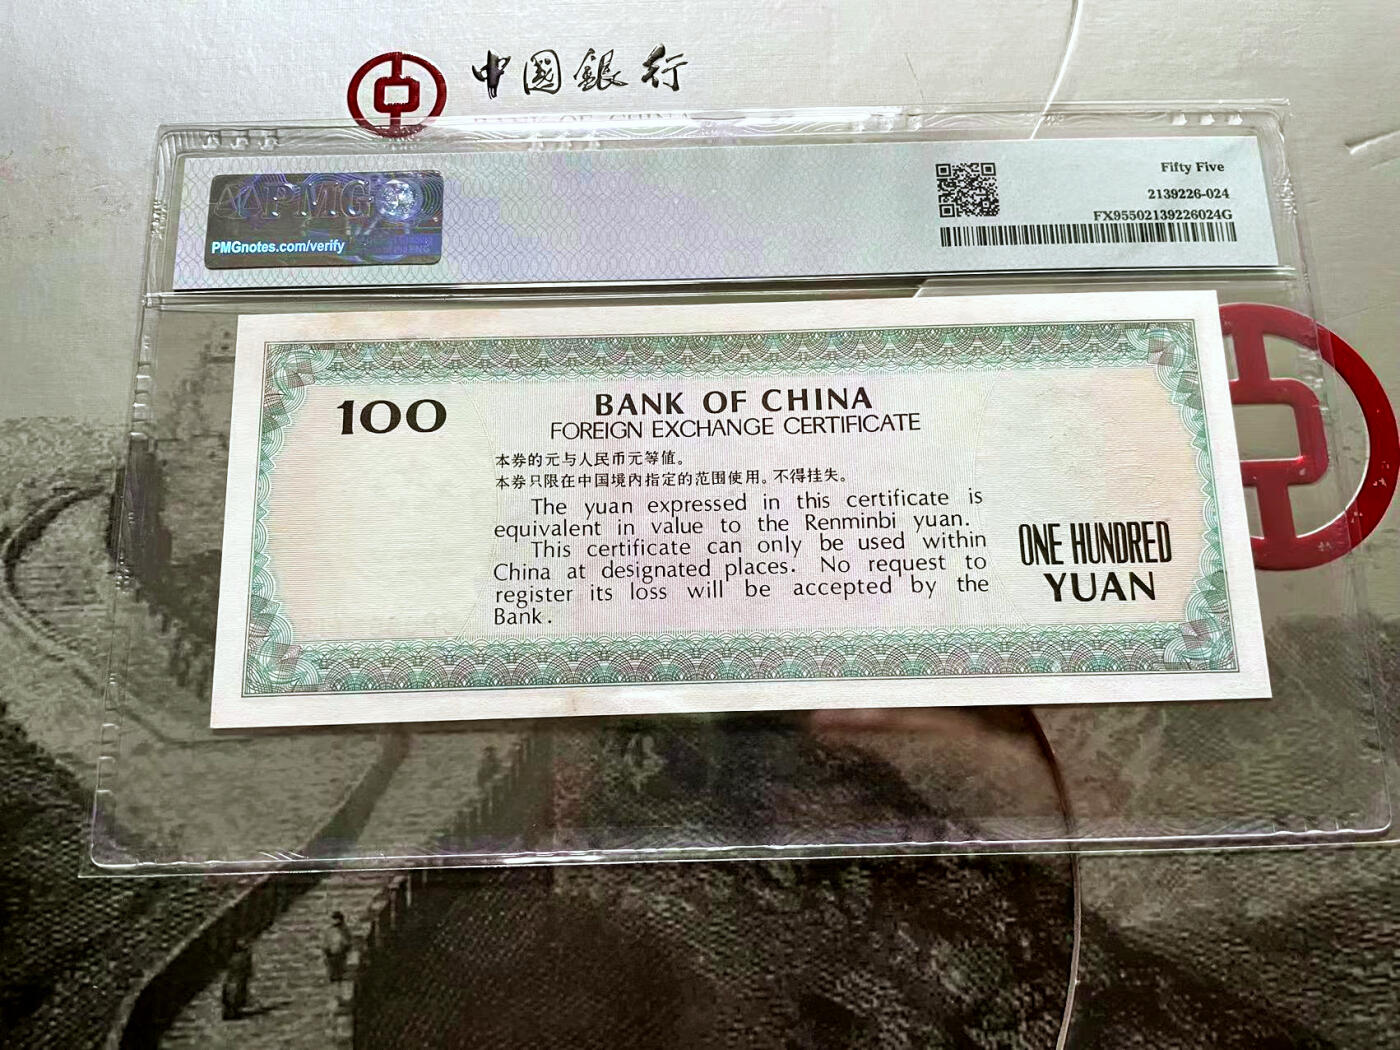 中國銀行
BANK OF CHINA
PMG
PMGnotes.com/verify
Fifty Five
2139226-024
FX95502139226024G
100
BANK OF CHINA
FOREIGN EXCHANGE CERTIFICATE
本券的元与人民币元等值。
本券只限在中国境内指定的范围使用。不得挂失。
The yuan expressed in this certificate is
equivalent in value to the Renminbi yuan.
This certificate can only be used within
China at designated places. No request to
register its loss will be accepted by the
Bank.
ONE HUNDRED
YUAN